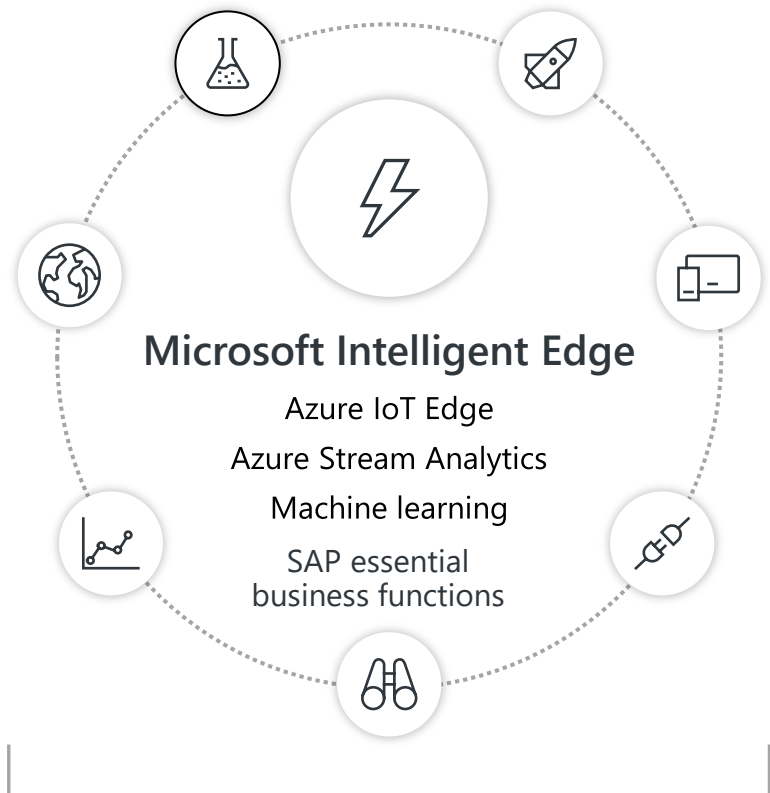 Microsoft Intelligent Edge
Azure IoT Edge
Azure Stream Analytics
Machine learning
SAP essential
business functions